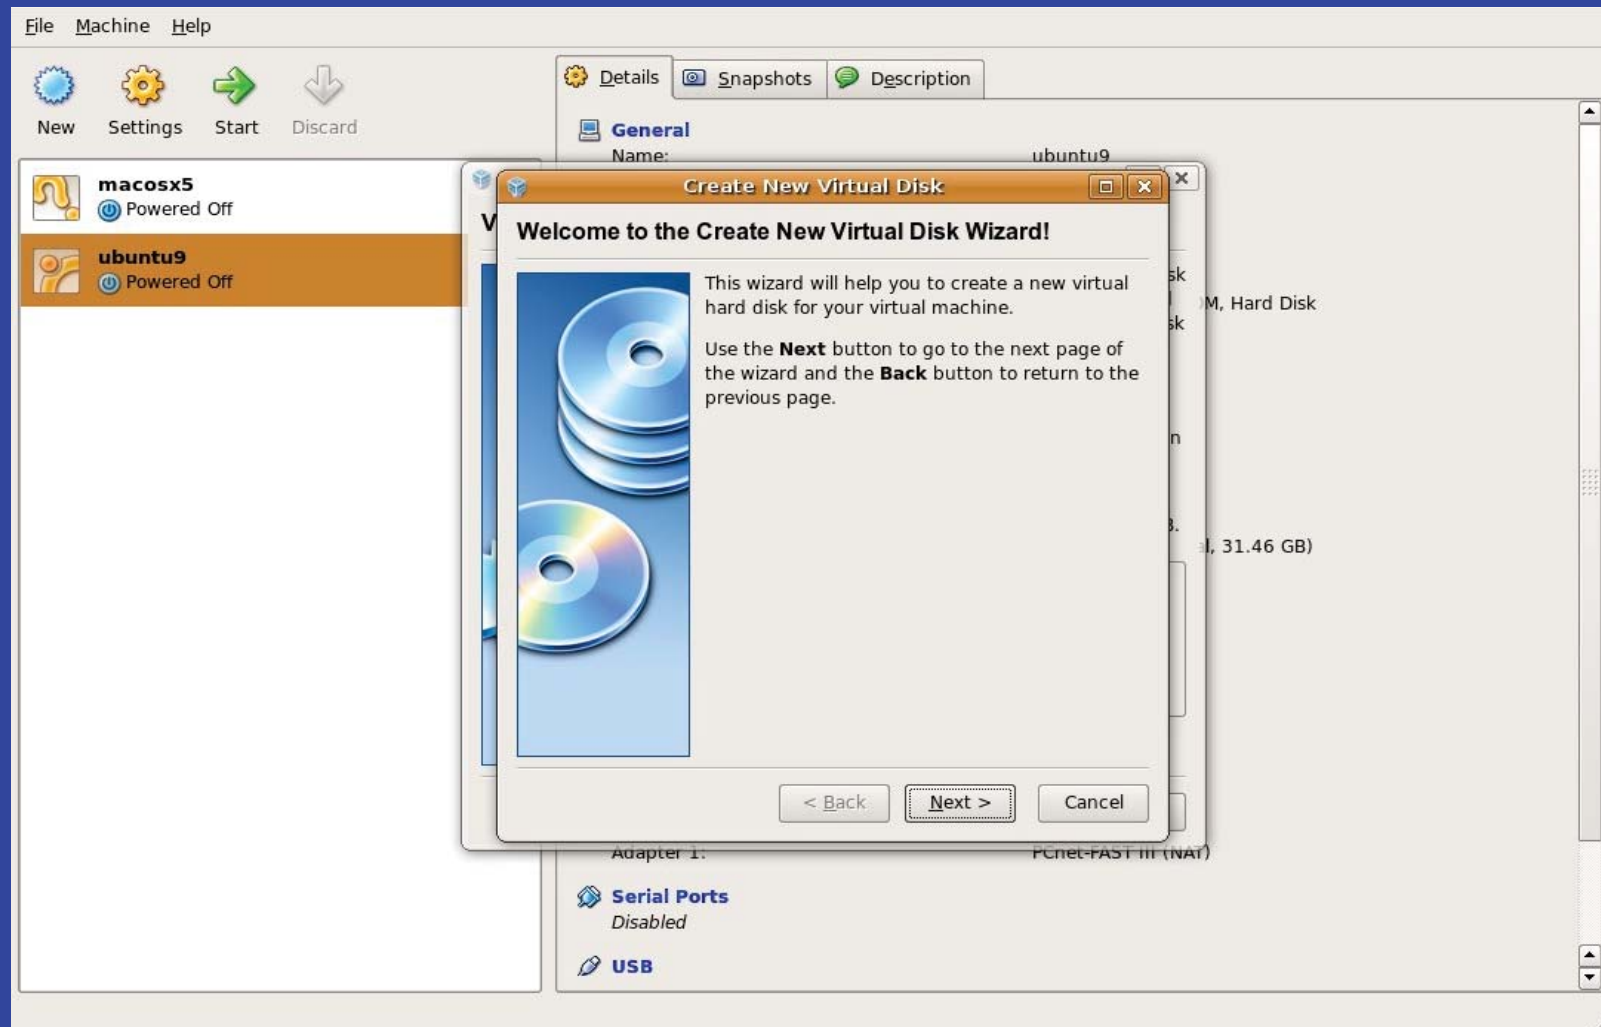 File Machine Help
New Settings Start Discard
macosx5
Powered Off
ubuntu9
Powered Off
Details Snapshots Description
General
Name: ubuntu9
Create New Virtual Disk
Welcome to the Create New Virtual Disk Wizard!
This wizard will help you to create a new virtual
hard disk for your virtual machine.
Use the Next button to go to the next page of
the wizard and the Back button to return to the
previous page.
< Back Next > Cancel
M, Hard Disk
l, 31.46 GB)
Adapter 1: PCnet-FAST III (NAT)
Serial Ports
Disabled
USB